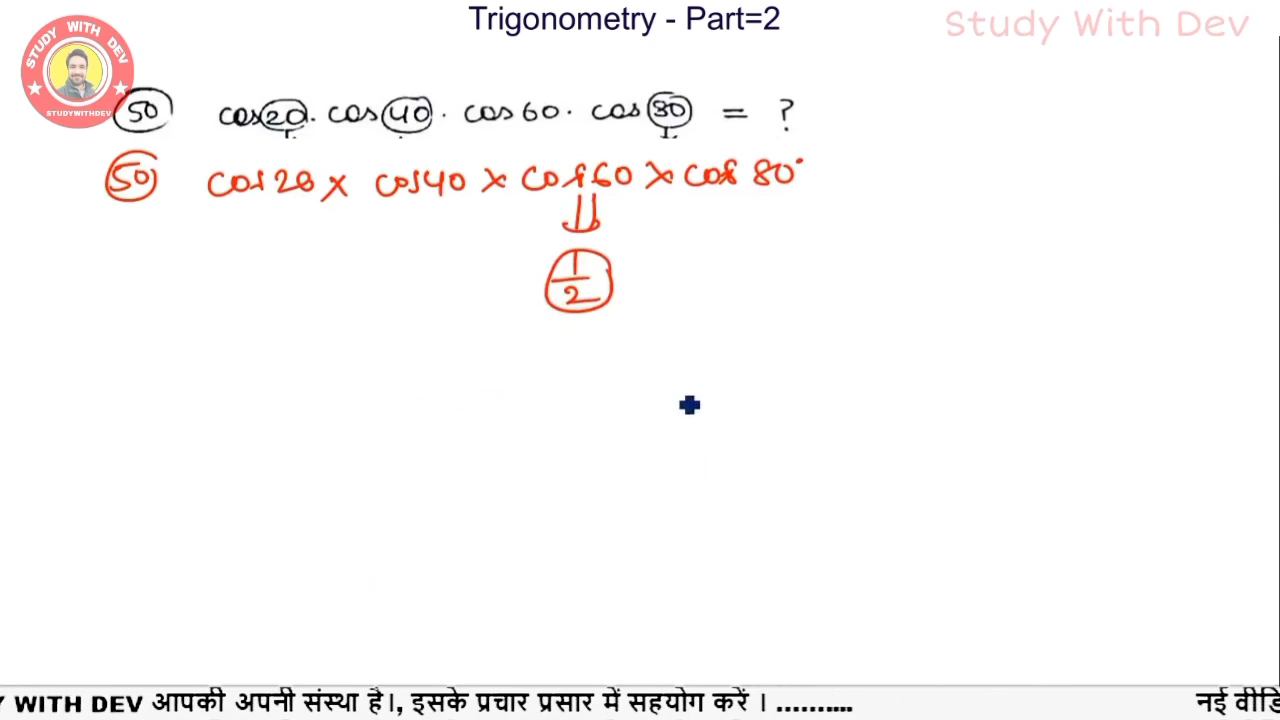 Trigonometry - Part=2
Study With Dev
STUDY WITH DEV
STUDYWITHDEV
50 cos20. cos40. cos60. cos80 = ?
50 cos20 x cos40 x cos60 x cos80°
1
2
Y WITH DEV आपकी अपनी संस्था है।, इसके प्रचार प्रसार में सहयोग करें । .......... नई वीडि